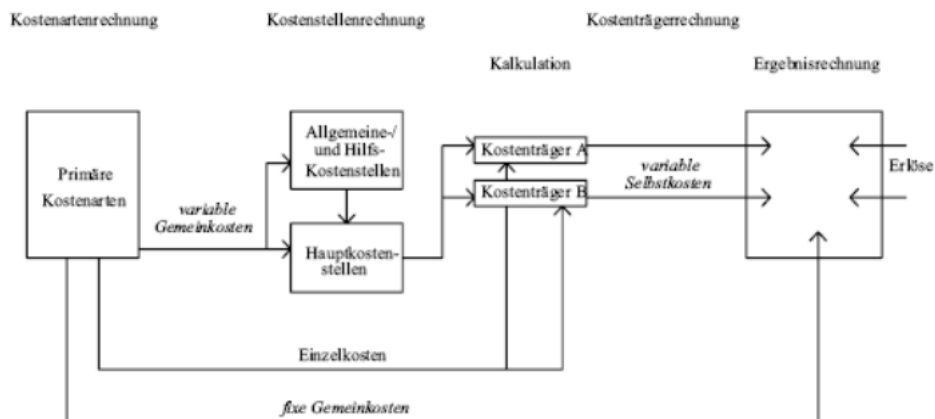 Kostenartenrechnung
Kostenstellenrechnung
Kostenträgerrechnung
Kalkulation
Ergebnisrechnung
Primäre
Kostenarten
variable
Gemeinkosten
Allgemeine-/
und Hilfs-
Kostenstellen
Hauptkosten-
stellen
Kostenträger A
Kostenträger B
variable
Selbstkosten
Erlöse
Einzelkosten
fixe Gemeinkosten